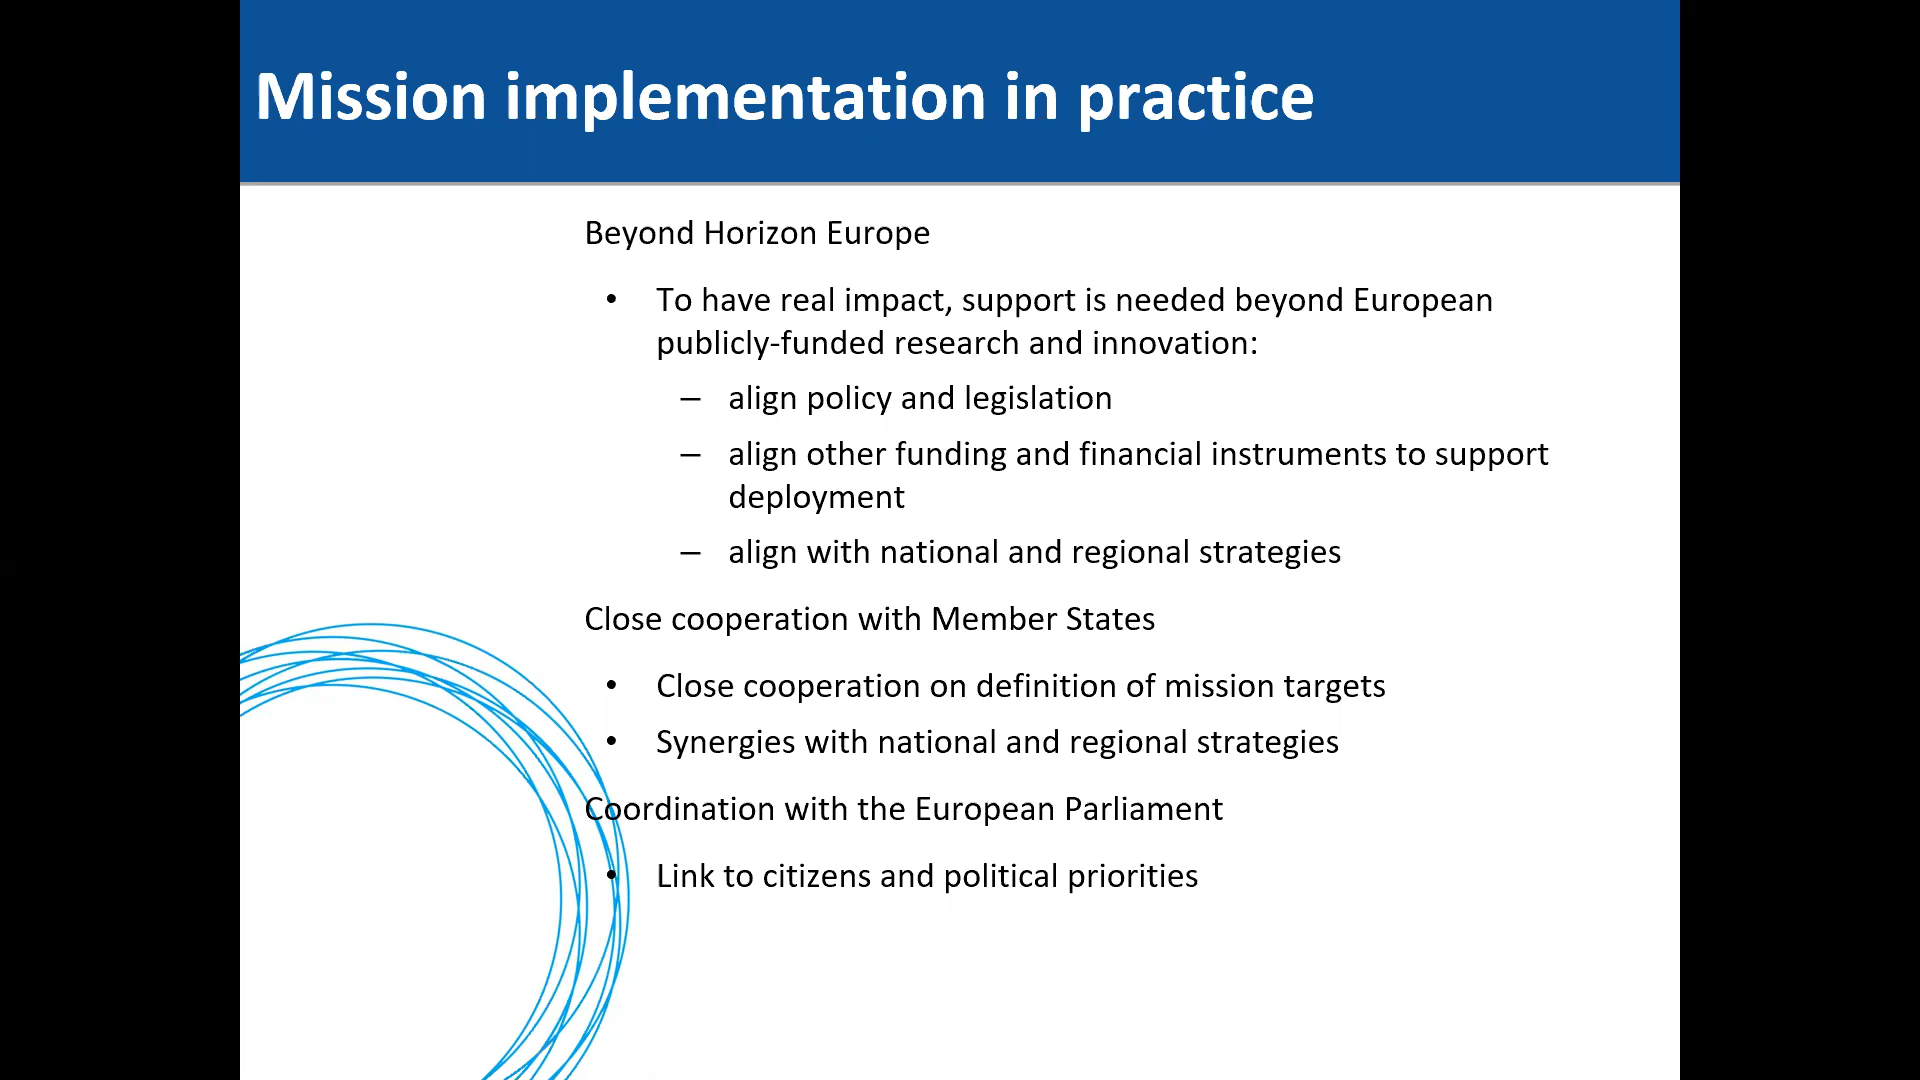 Mission implementation in practice
Beyond Horizon Europe
• To have real impact, support is needed beyond European
publicly-funded research and innovation:
– align policy and legislation
– align other funding and financial instruments to support
deployment
– align with national and regional strategies
Close cooperation with Member States
• Close cooperation on definition of mission targets
• Synergies with national and regional strategies
Coordination with the European Parliament
• Link to citizens and political priorities